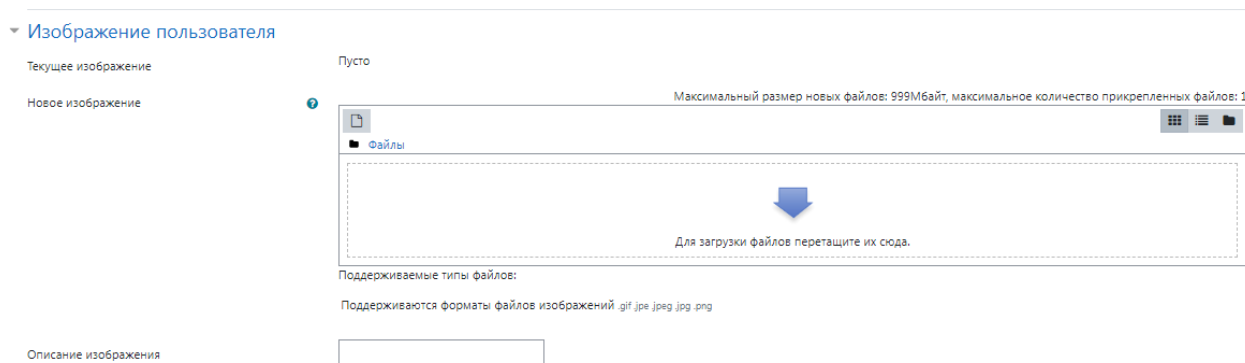 Изображение пользователя
Текущее изображение
Пусто
Новое изображение
Максимальный размер новых файлов: 999Мбайт, максимальное количество прикрепленных файлов: 1
Файлы
Для загрузки файлов перетащите их сюда.
Поддерживаемые типы файлов:
Поддерживаются форматы файлов изображений .gif .jpe .jpeg .jpg .png
Описание изображения